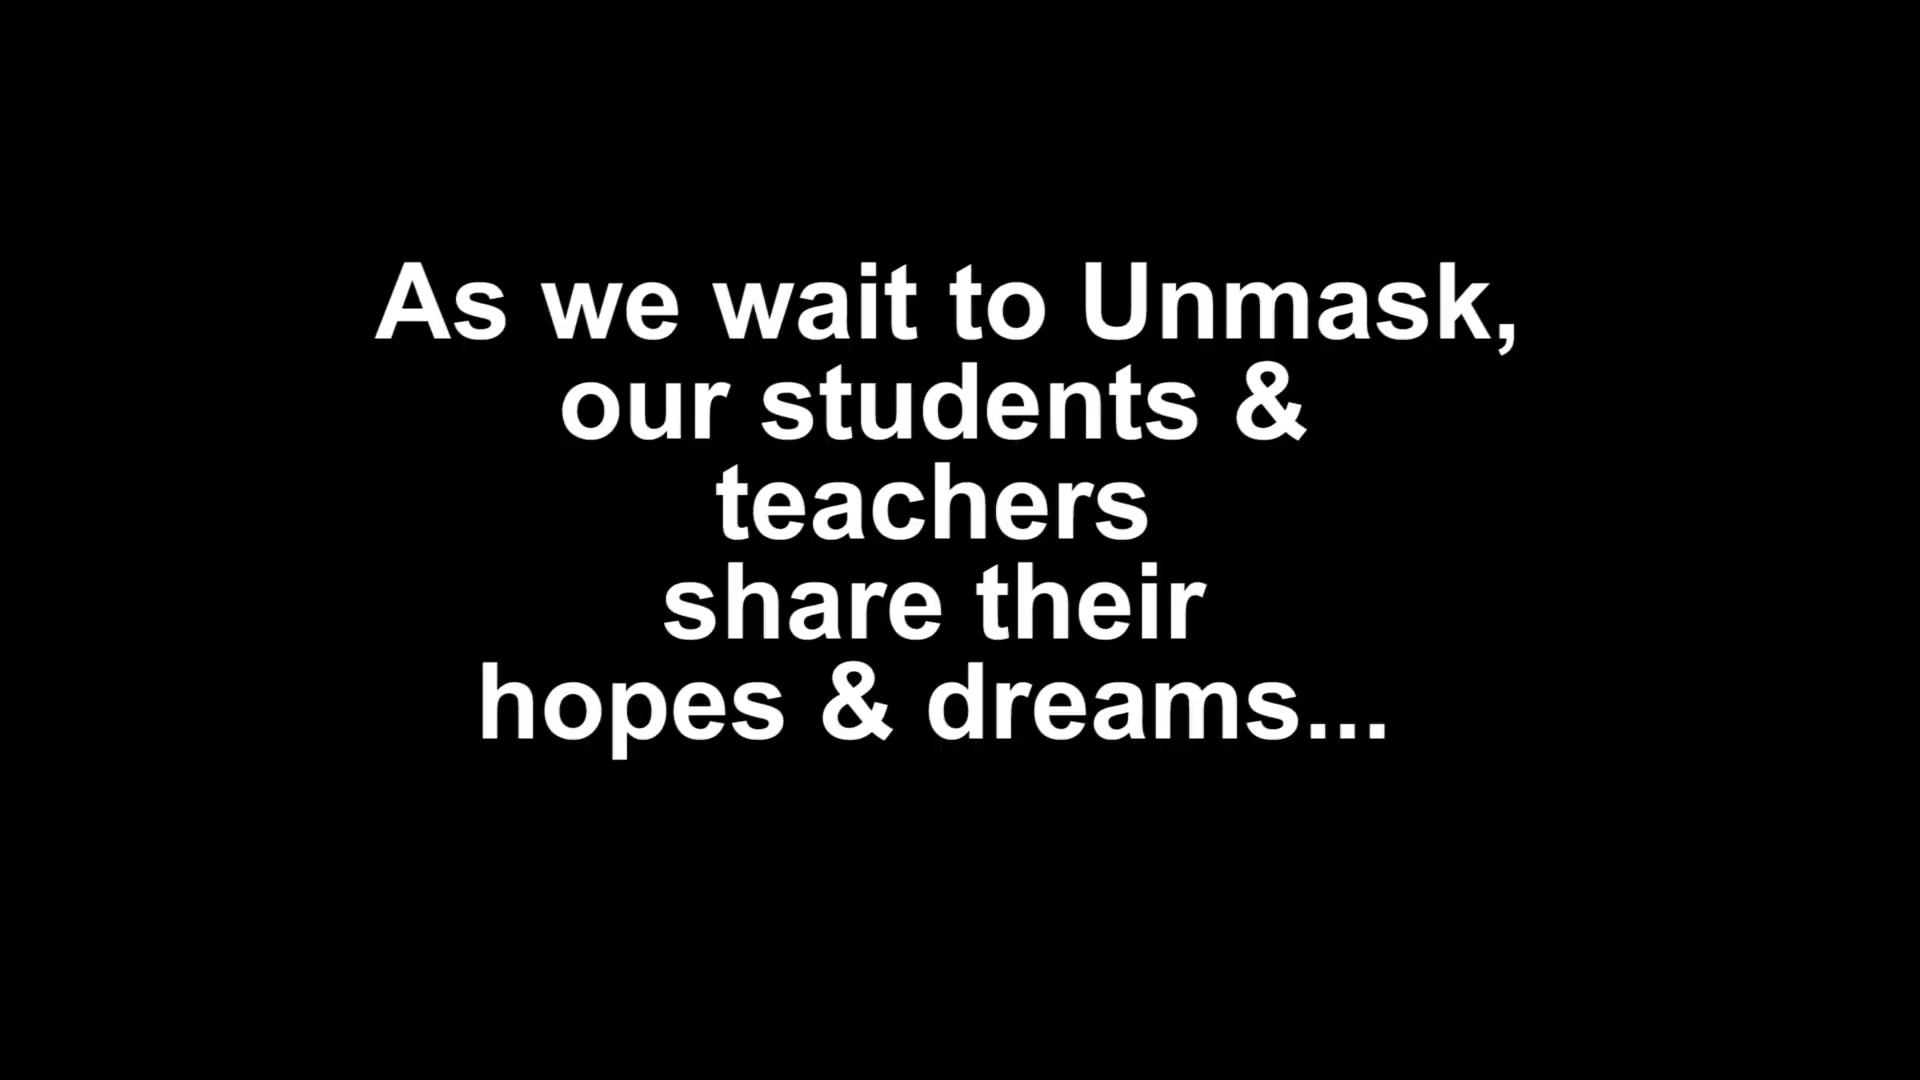 As we wait to Unmask,
our students &
teachers
share their
hopes & dreams...